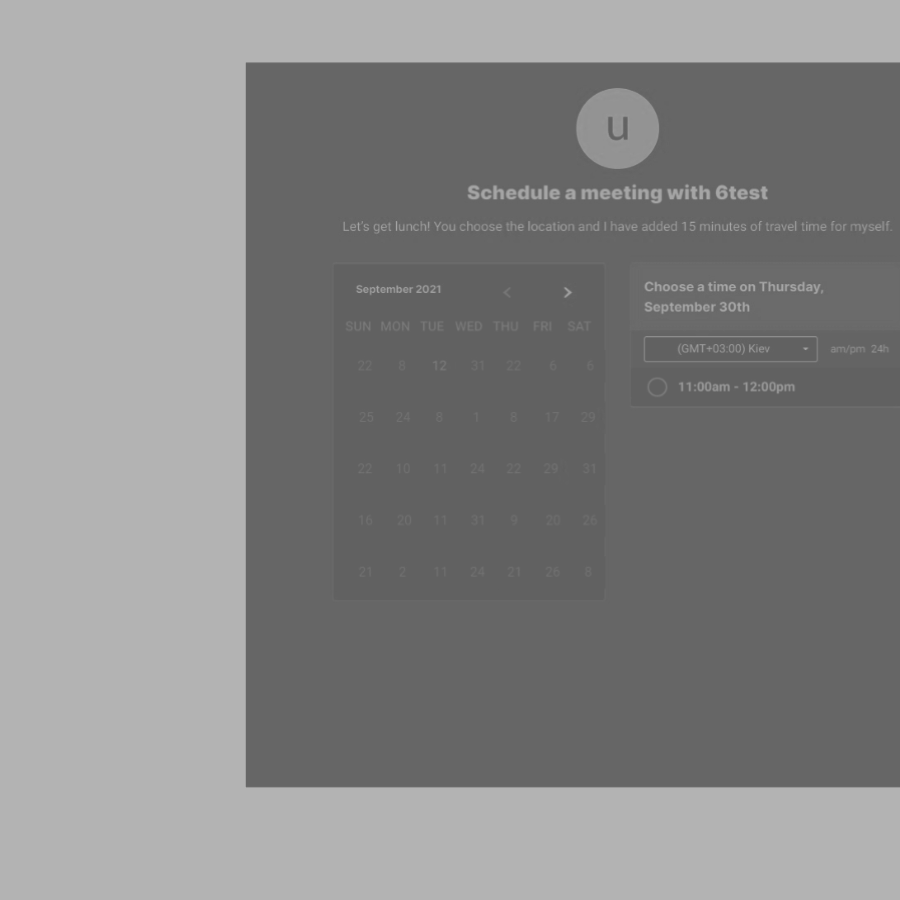 u
Schedule a meeting with 6test
Let's get lunch! You choose the location and I have added 15 minutes of travel time for myself.
September 2021
SUN MON TUE WED THU FRI SAT
22 8 12 31 22 6 6
25 24 8 1 8 17 29
22 10 11 24 22 29 31
16 20 11 31 9 20 26
21 2 11 24 21 26 8
Choose a time on Thursday,
September 30th
(GMT+03:00) Kiev am/pm 24h
11:00am - 12:00pm